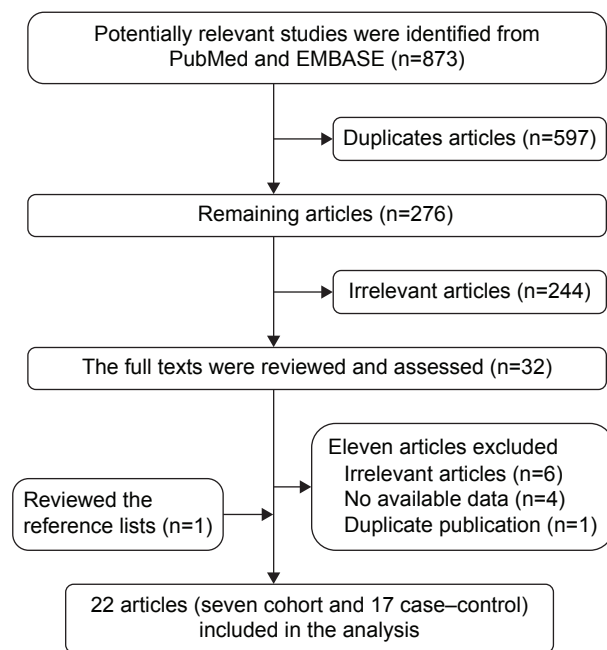 Potentially relevant studies were identified from
PubMed and EMBASE (n=873)
Duplicates articles (n=597)
Remaining articles (n=276)
Irrelevant articles (n=244)
The full texts were reviewed and assessed (n=32)
Eleven articles excluded
Irrelevant articles (n=6)
No available data (n=4)
Duplicate publication (n=1)
Reviewed the
reference lists (n=1)
22 articles (seven cohort and 17 case–control)
included in the analysis